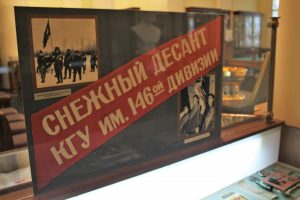 СНЕЖНЫЙ ДЕСАНТ
КГУ ИМ. 146ОЙ ДИВИЗИИ